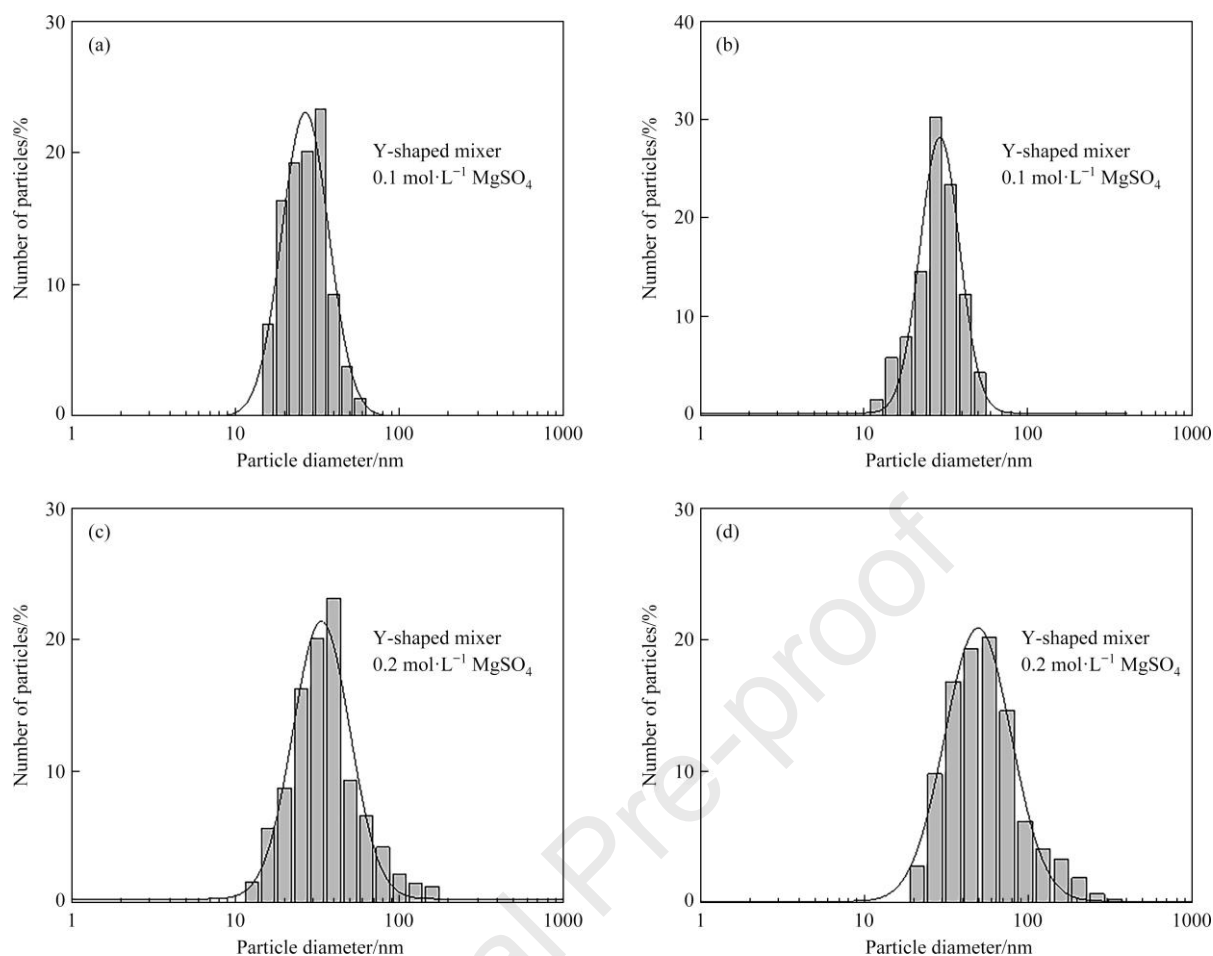 (a)
30
20
10
0
Number of particles/%
Y-shaped mixer
0.1 mol·L⁻¹ MgSO₄
1 10 100 1000
Particle diameter/nm
(b)
40
30
20
10
0
Number of particles/%
Y-shaped mixer
0.1 mol·L⁻¹ MgSO₄
1 10 100 1000
Particle diameter/nm
(c)
30
20
10
0
Number of particles/%
Y-shaped mixer
0.2 mol·L⁻¹ MgSO₄
1 10 100 1000
Particle diameter/nm
(d)
30
20
10
0
Number of particles/%
Y-shaped mixer
0.2 mol·L⁻¹ MgSO₄
1 10 100 1000
Particle diameter/nm
al Pre-proof